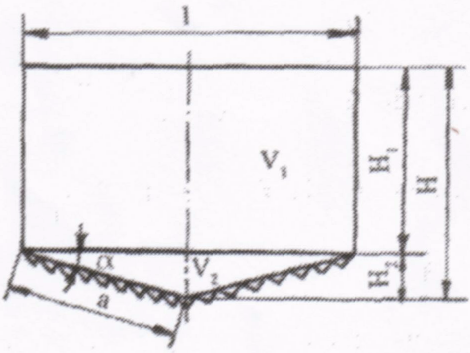 l
V₁
H₁
H
α
V₂
H₂
a